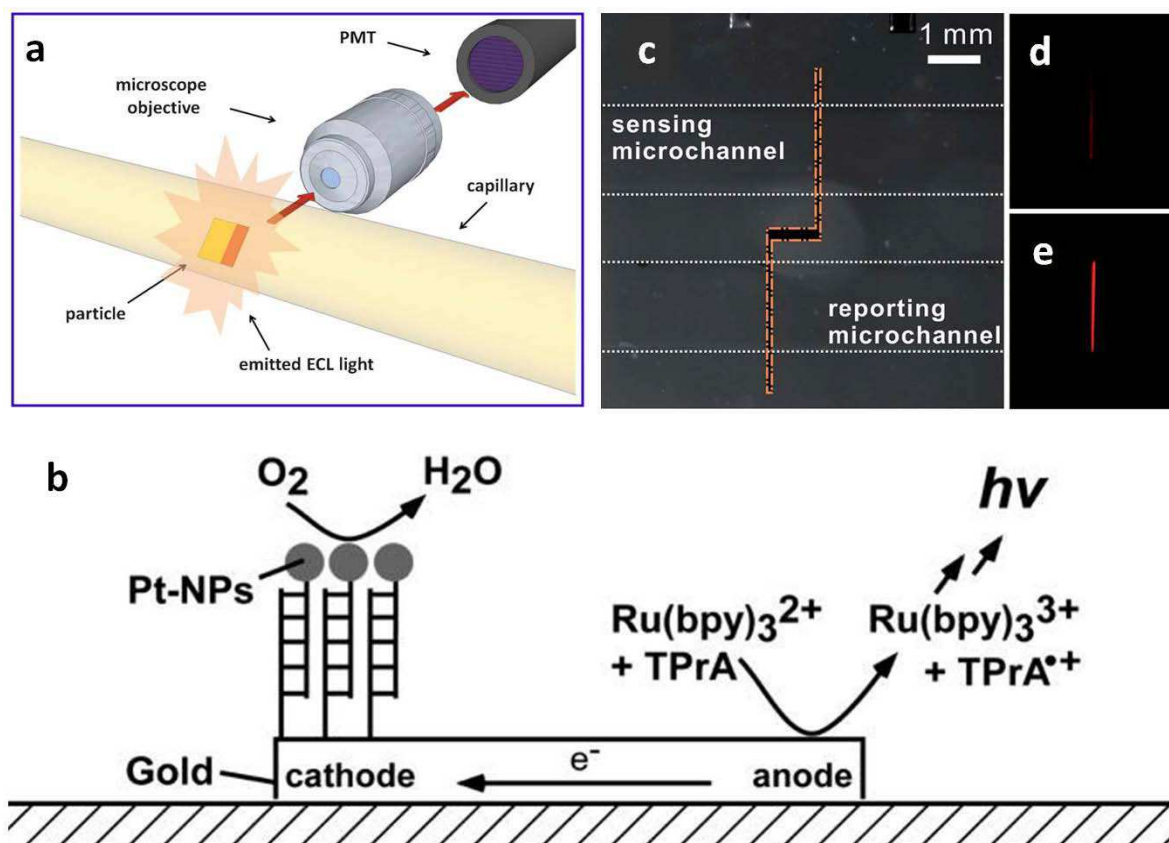 a
PMT
microscope
objective
capillary
particle
emitted ECL light
c
1 mm
sensing
microchannel
reporting
microchannel
d
e
b
O2
H2O
hν
Pt-NPs
Ru(bpy)3 2+
+ TPrA
Ru(bpy)3 3+
+ TPrA•+
Gold
cathode
e-
anode